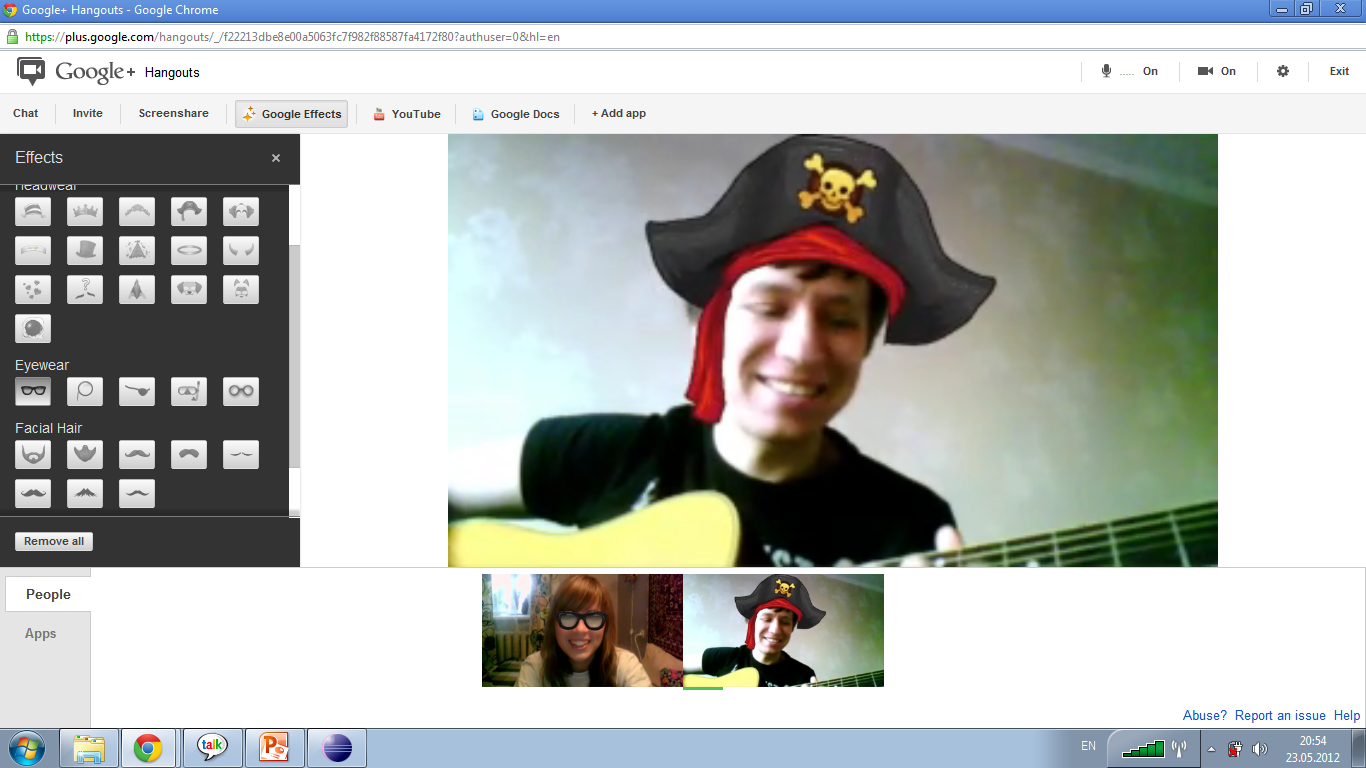 Google+ Hangouts - Google Chrome
https://plus.google.com/hangouts/_/f22213dbe8e00a5063fc7f982f88587fa4172f80?authuser=0&hl=en
Google+ Hangouts
..... On On Exit
Chat Invite Screenshare Google Effects YouTube Google Docs + Add app
Effects ×
Headwear
Eyewear
Facial Hair
Remove all
People
Apps
Abuse? Report an issue Help
talk
EN
20:54
23.05.2012